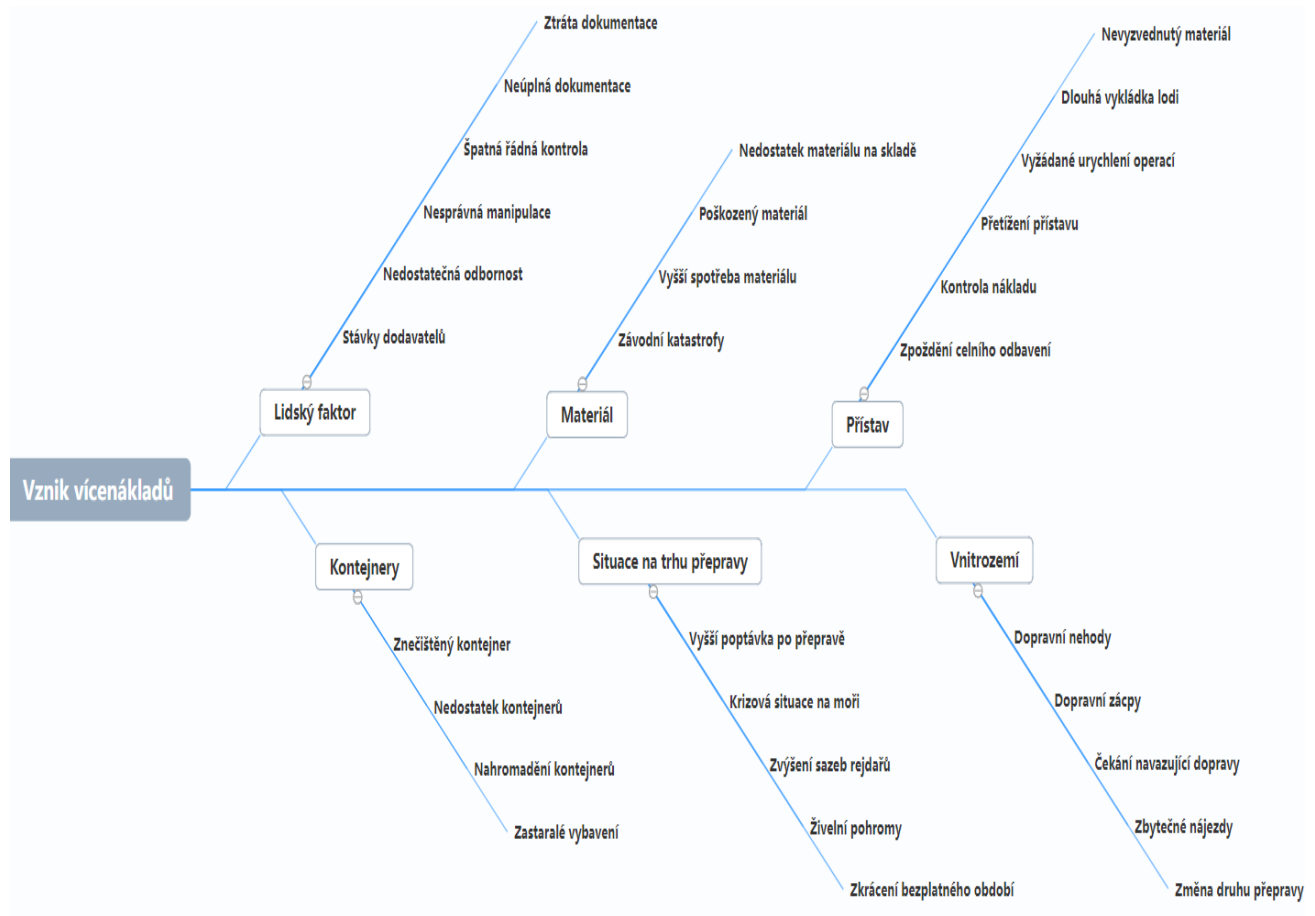 Ztráta dokumentace
Neúplná dokumentace
Špatná řádná kontrola
Nesprávná manipulace
Nedostatečná odbornost
Stávky dodavatelů
Lidský faktor
Nedostatek materiálu na skladě
Poškozený materiál
Vyšší spotřeba materiálu
Závodní katastrofy
Materiál
Nevyzvednutý materiál
Dlouhá vykládka lodi
Vyžádané urychlení operací
Přetížení přístavu
Kontrola nákladu
Zpoždění celního odbavení
Přístav
Vznik vícenákladů
Kontejnery
Znečištěný kontejner
Nedostatek kontejnerů
Nahromadění kontejnerů
Zastaralé vybavení
Situace na trhu přepravy
Vyšší poptávka po přepravě
Krizová situace na moři
Zvýšení sazeb rejdařů
Živelní pohromy
Zkrácení bezplatného období
Vnitrozemí
Dopravní nehody
Dopravní zácpy
Čekání navazující dopravy
Zbytečné nájezdy
Změna druhu přepravy